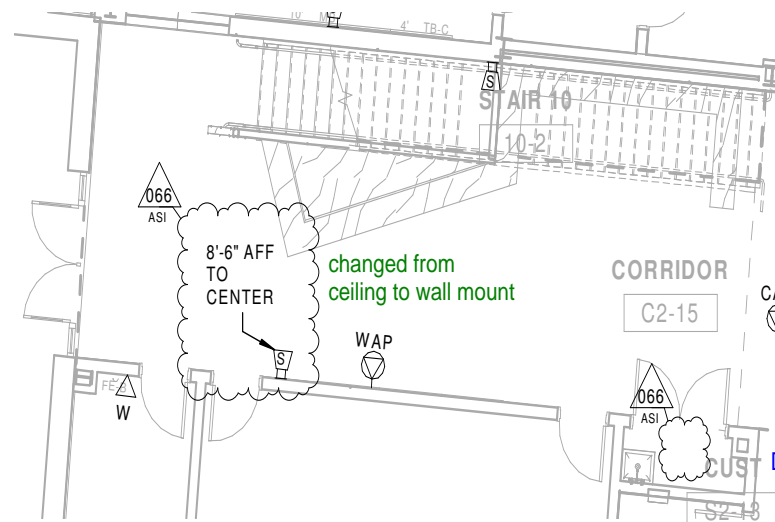 10'
4' TB-C
S
STAIR 10
10-2
066
ASI
8'-6" AFF
TO
CENTER
changed from
ceiling to wall mount
CORRIDOR
C2-15
CA
WAP
S
FE-B
W
066
ASI
CUST
S2-13